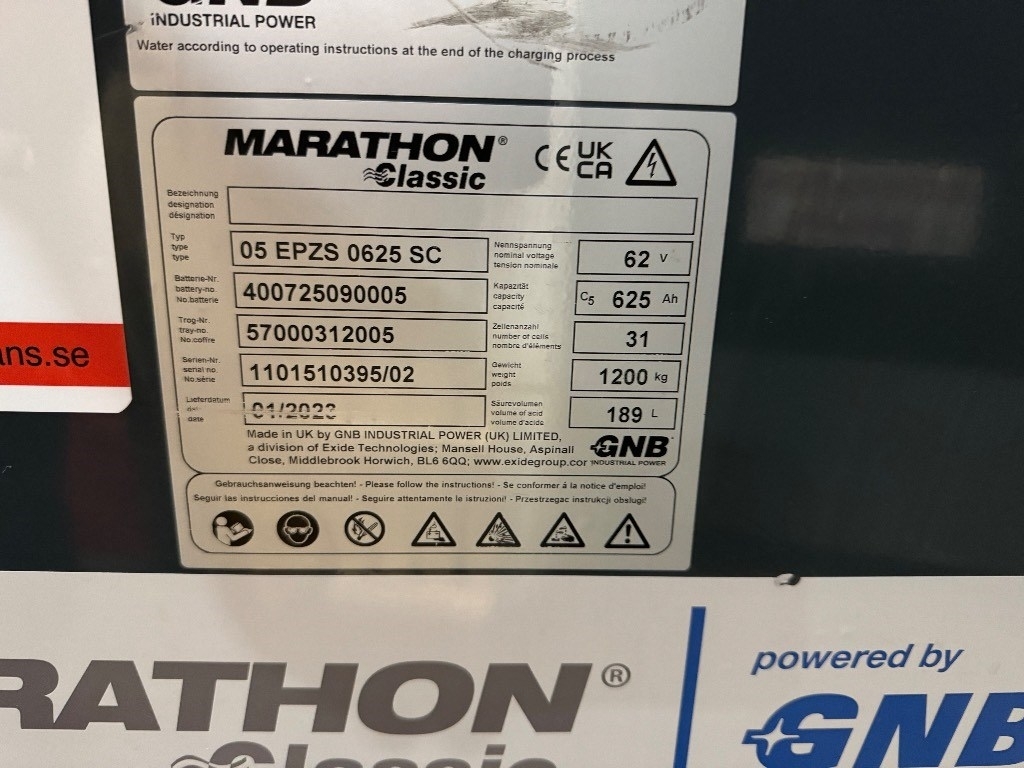 GNB
INDUSTRIAL POWER
Water according to operating instructions at the end of the charging process
MARATHON®
Classic
CE UK CA
Bezeichnung
designation
désignation
Typ
type
type
05 EPZS 0625 SC
Nennspannung
nominal voltage
tension nominale
62 V
Batterie-Nr.
battery-no.
No.batterie
400725090005
Kapazität
capacity
capacité
C5 625 Ah
Trog-Nr.
tray-no.
No.coffre
57000312005
Zellenanzahl
number of cells
nombre d'éléments
31
Serien-Nr.
serial no.
No.série
1101510395/02
Gewicht
weight
poids
1200 kg
Lieferdatum
date
01/2023
Säurevolumen
volume of acid
volume d'acide
189 L
Made in UK by GNB INDUSTRIAL POWER (UK) LIMITED,
a division of Exide Technologies; Mansell House, Aspinall
Close, Middlebrook Horwich, BL6 6QQ; www.exidegroup.com
GNB
INDUSTRIAL POWER
Gebrauchsanweisung beachten! - Please follow the instructions! - Se conformer à la notice d'emploi!
Seguir las instrucciones del manual! - Seguire attentamente le istruzioni! - Przestrzegac instrukcji obslugi!
ans.se
RATHON®
Classic
powered by
GNB